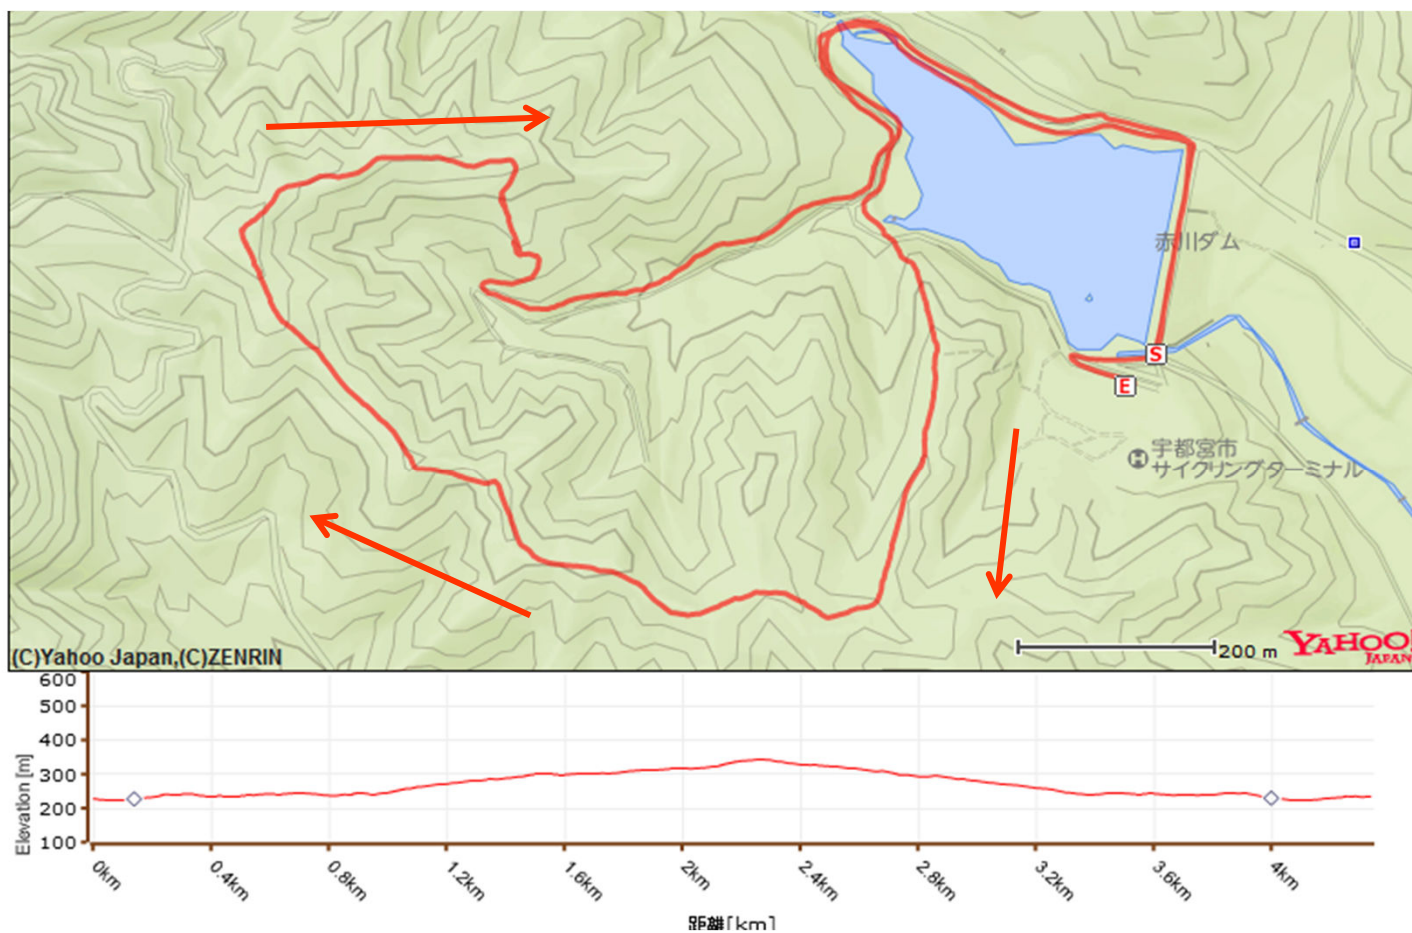 赤川ダム
S
E
宇都宮市
サイクリングターミナル
200 m
YAHOO!
JAPAN
(C)Yahoo Japan,(C)ZENRIN
600
500
400
300
200
100
Elevation [m]
0km
0.4km
0.8km
1.2km
1.6km
2km
2.4km
2.8km
3.2km
3.6km
4km
距離[km]